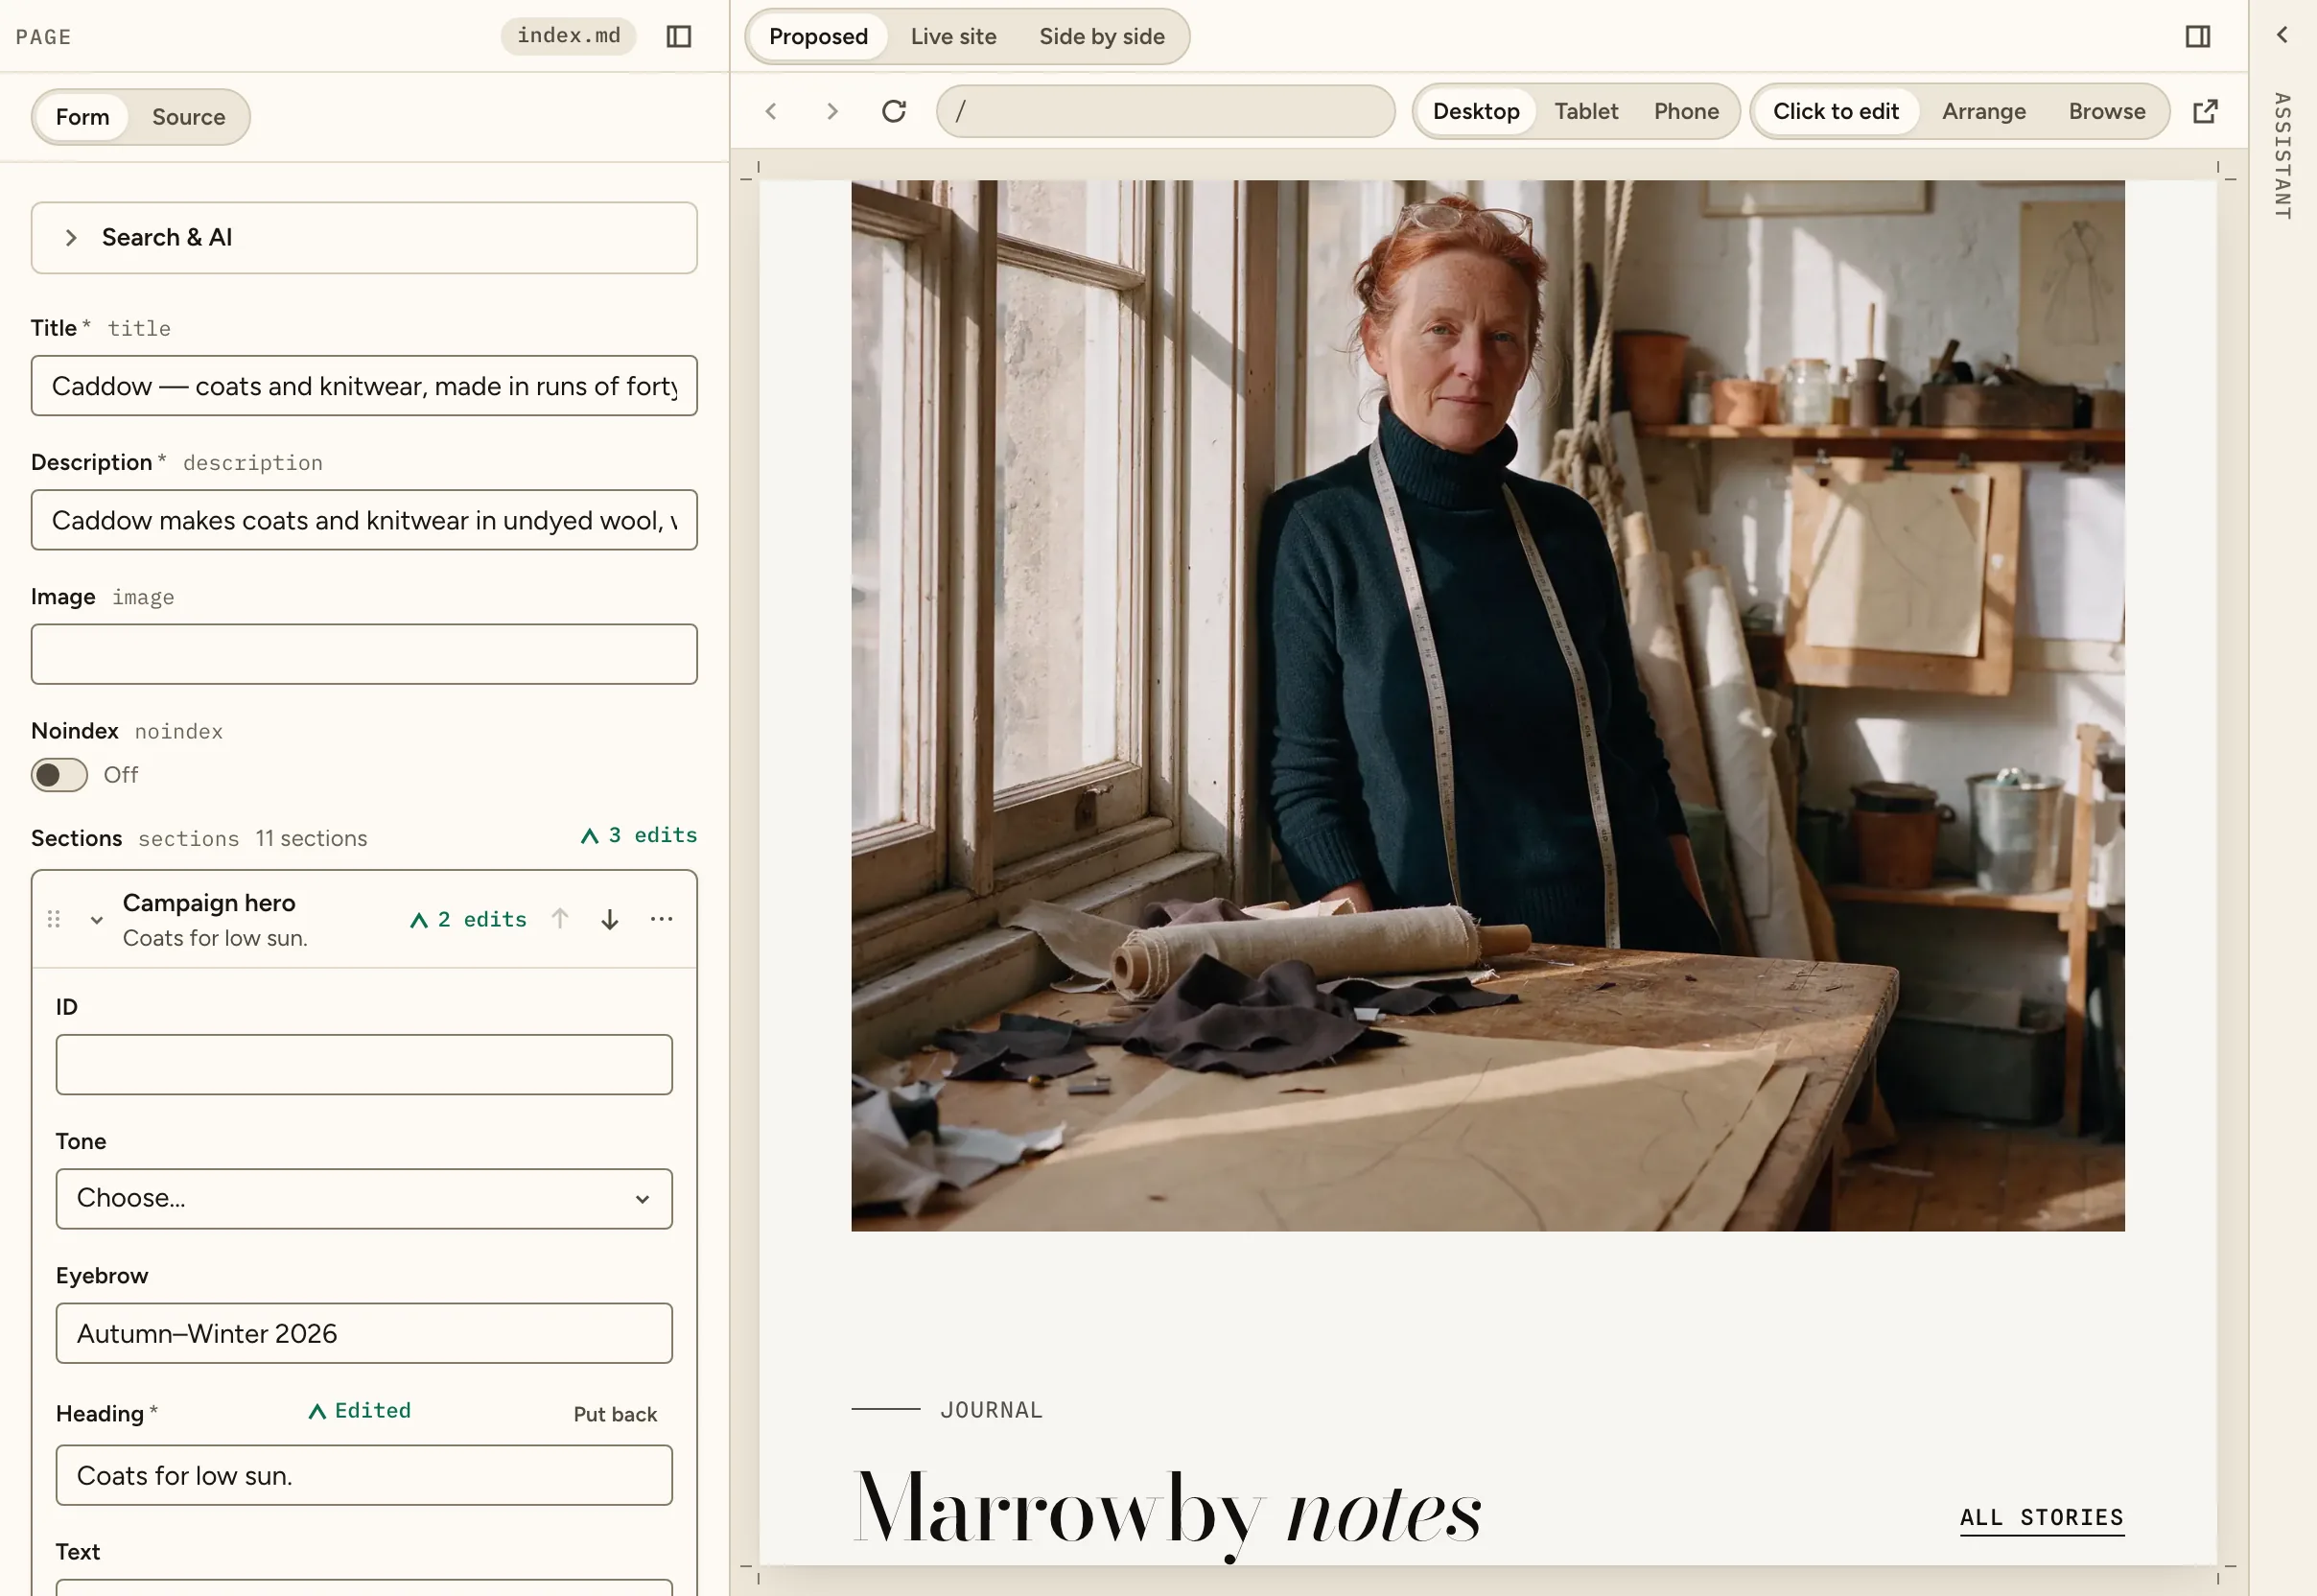 PAGE
index.md
Form
Source
Search & AI
Title * title
Caddow — coats and knitwear, made in runs of forty
Description * description
Caddow makes coats and knitwear in undyed wool,
Image image
Noindex noindex
Off
Sections sections 11 sections
3 edits
Campaign hero
Coats for low sun.
2 edits
ID
Tone
Choose...
Eyebrow
Autumn–Winter 2026
Heading *
Edited
Put back
Coats for low sun.
Text
Proposed
Live site
Side by side
/
Desktop
Tablet
Phone
Click to edit
Arrange
Browse
JOURNAL
Marrowby notes
ALL STORIES
ASSISTANT